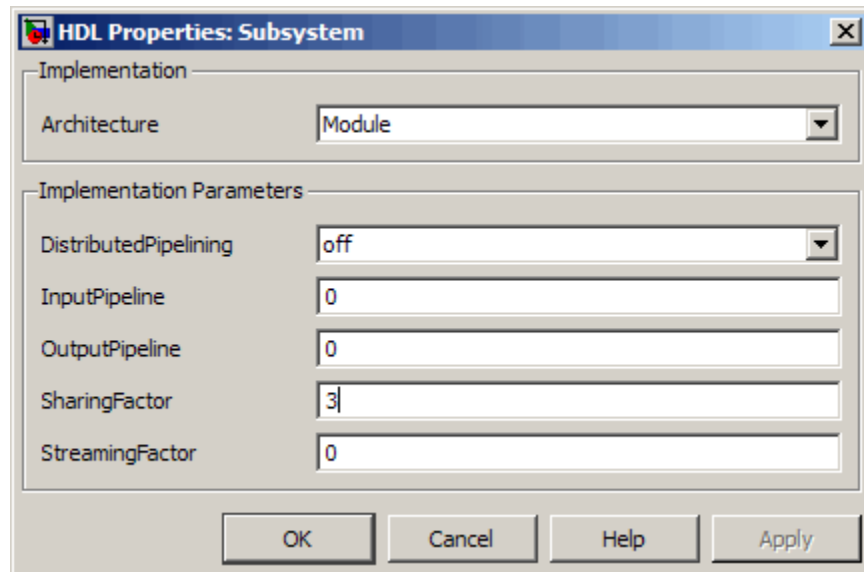 HDL Properties: Subsystem
Implementation
Architecture Module
Implementation Parameters
DistributedPipelining off
InputPipeline 0
OutputPipeline 0
SharingFactor 3
StreamingFactor 0
OK Cancel Help Apply